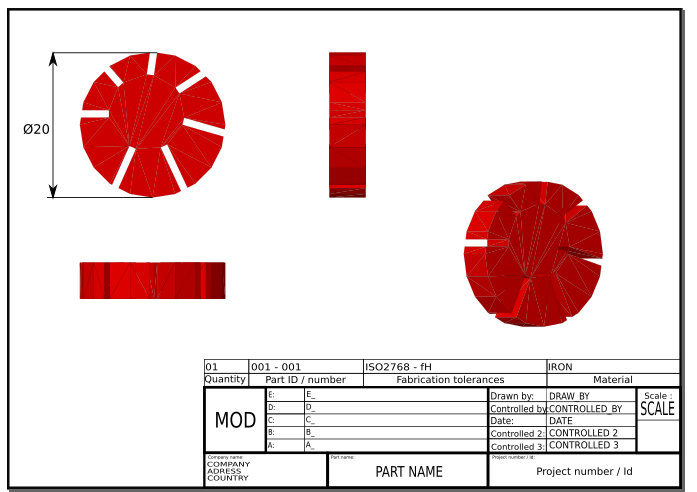 Ø20
01 001 - 001 ISO2768 - fH IRON
Quantity Part ID / number Fabrication tolerances Material
MOD
E: E_
D: D_
C: C_
B: B_
A: A_
Drawn by: DRAW_BY
Controlled by: CONTROLLED_BY
Date: DATE
Controlled 2: CONTROLLED 2
Controlled 3: CONTROLLED 3
Scale :
SCALE
Company name:
COMPANY
ADRESS
COUNTRY
Part name:
PART NAME
Project number / Id:
Project number / Id